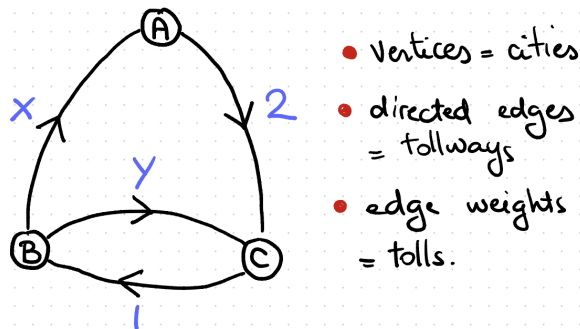 A
X
2
y
B
C
1
• vertices = cities
• directed edges
= tollways
• edge weights
= tolls.